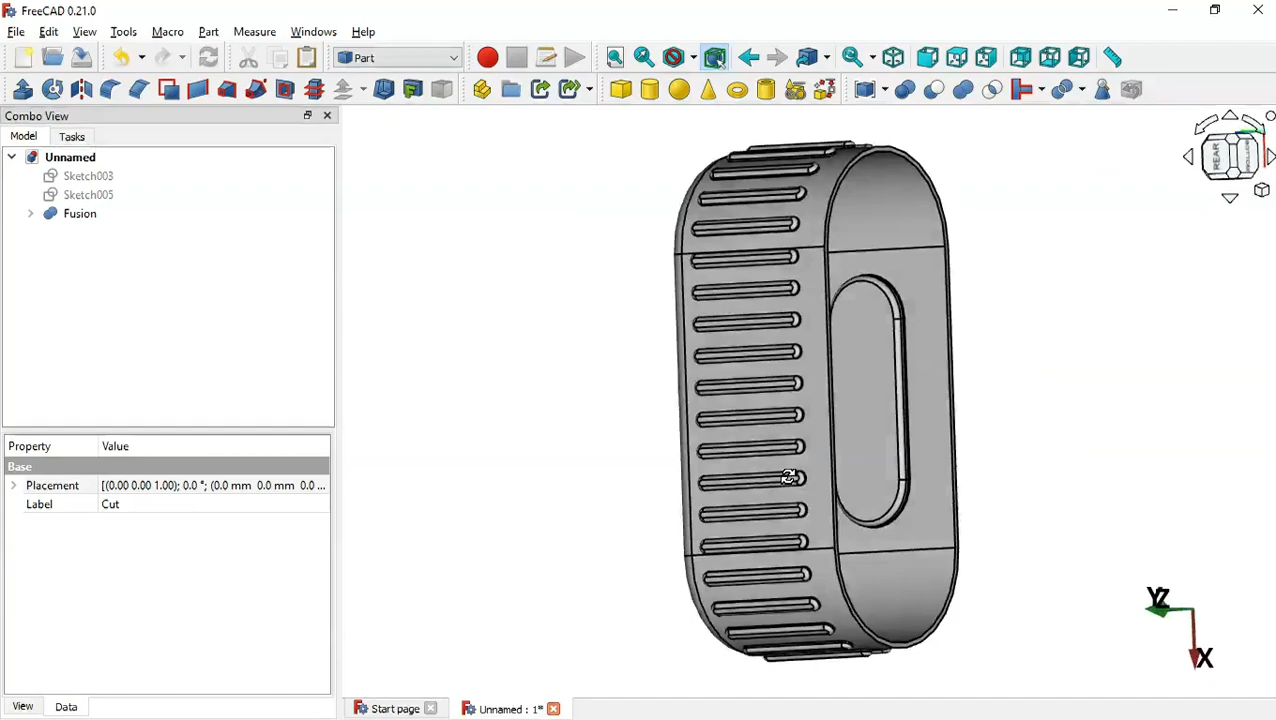 FreeCAD 0.21.0
File Edit View Tools Macro Part Measure Windows Help
Part
Combo View
Model Tasks
Unnamed
Sketch003
Sketch005
Fusion
Property Value
Base
Placement [(0.00 0.00 1.00); 0.0 °; (0.0 mm 0.0 mm 0.0 ...
Label Cut
View Data
Start page Unnamed : 1*
REAR
X